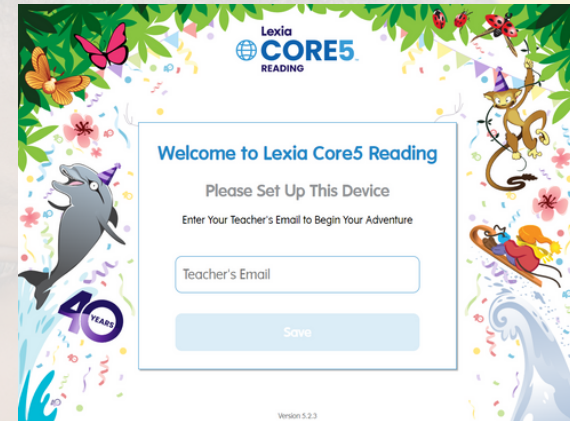 Lexia
CORE5
READING
Welcome to Lexia Core5 Reading
Please Set Up This Device
Enter Your Teacher's Email to Begin Your Adventure
Teacher's Email
40
YEARS
Save
Version 5.2.3